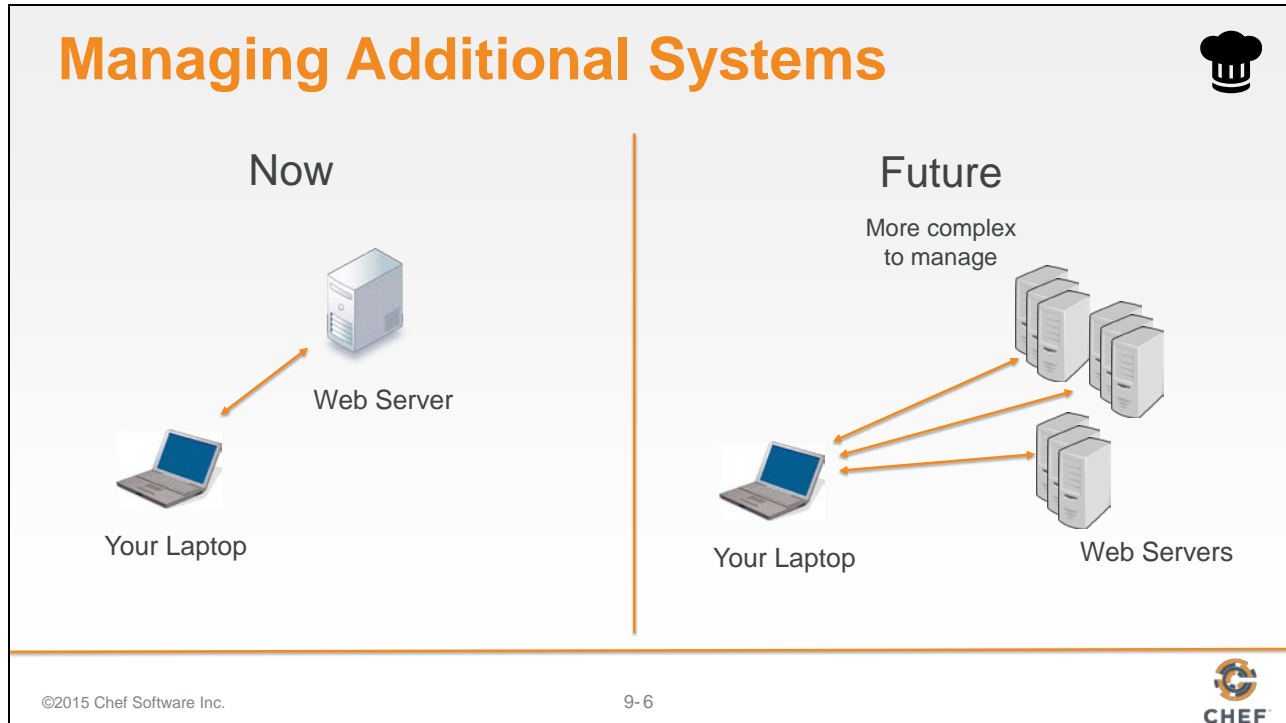 Managing Additional Systems
Now
Web Server
Your Laptop
Future
More complex
to manage
Your Laptop
Web Servers
©2015 Chef Software Inc.
9-6
CHEF